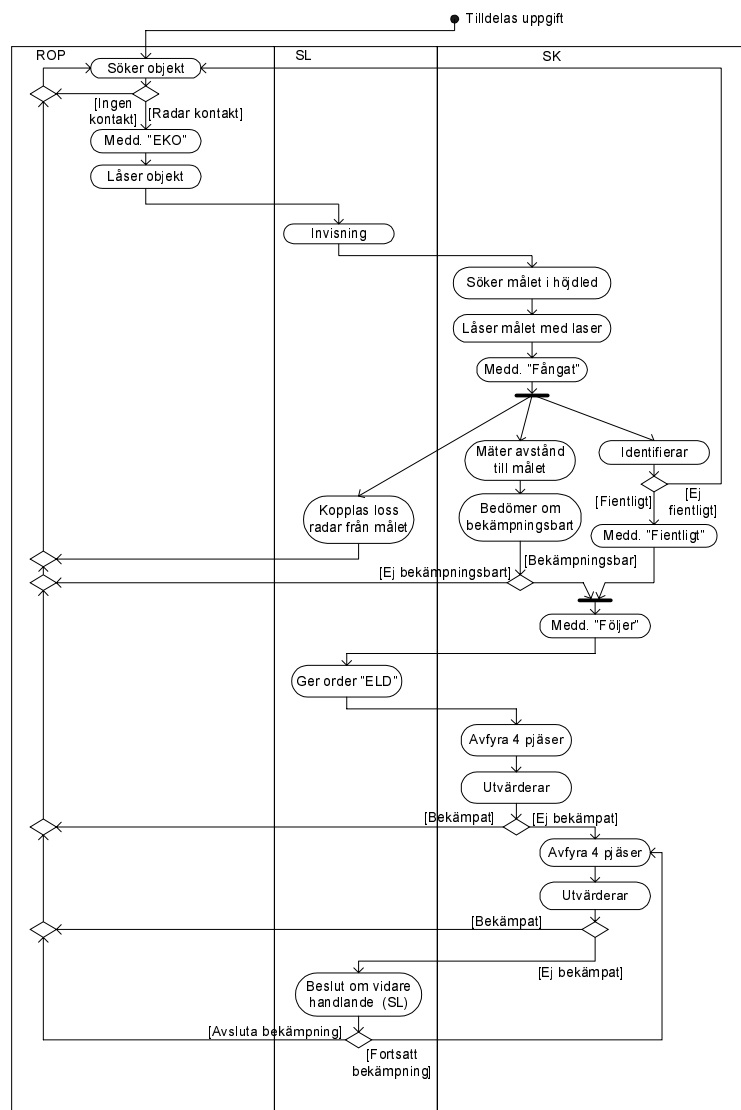 Tilldelas uppgift
ROP
SL
SK
Söker objekt
[Ingen
kontakt]
[Radar kontakt]
Medd. "EKO"
Låser objekt
Invisning
Söker målet i höjdled
Låser målet med laser
Medd. "Fångat"
Mäter avstånd
till målet
Identifierar
[Fientligt]
[Ej
fientligt]
Kopplas loss
radar från målet
Bedömer om
bekämpningsbart
Medd. "Fientligt"
[Ej bekämpningsbart]
[Bekämpningsbar]
Medd. "Följer"
Ger order "ELD"
Avfyra 4 pjäser
Utvärderar
[Bekämpat]
[Ej bekämpat]
Avfyra 4 pjäser
Utvärderar
[Bekämpat]
[Ej bekämpat]
Beslut om vidare
handlande (SL)
[Avsluta bekämpning]
[Fortsatt
bekämpning]